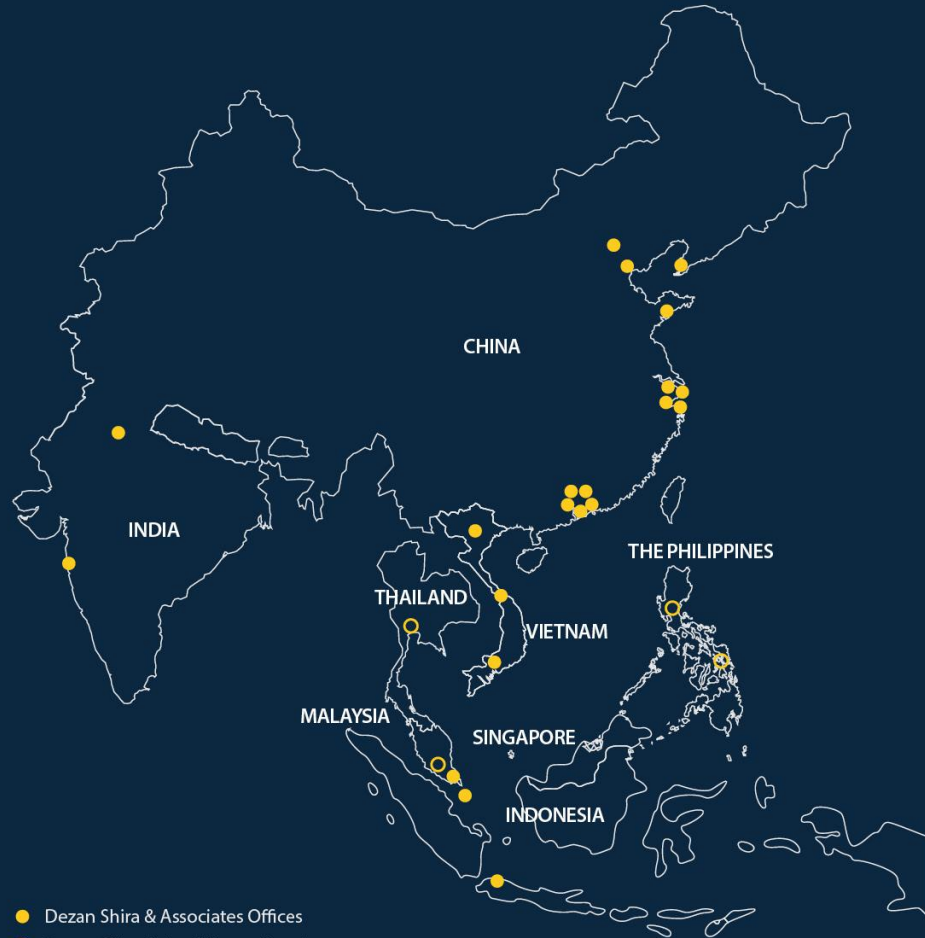 CHINA
INDIA
THE PHILIPPINES
THAILAND
VIETNAM
MALAYSIA
SINGAPORE
INDONESIA
Dezan Shira & Associates Offices